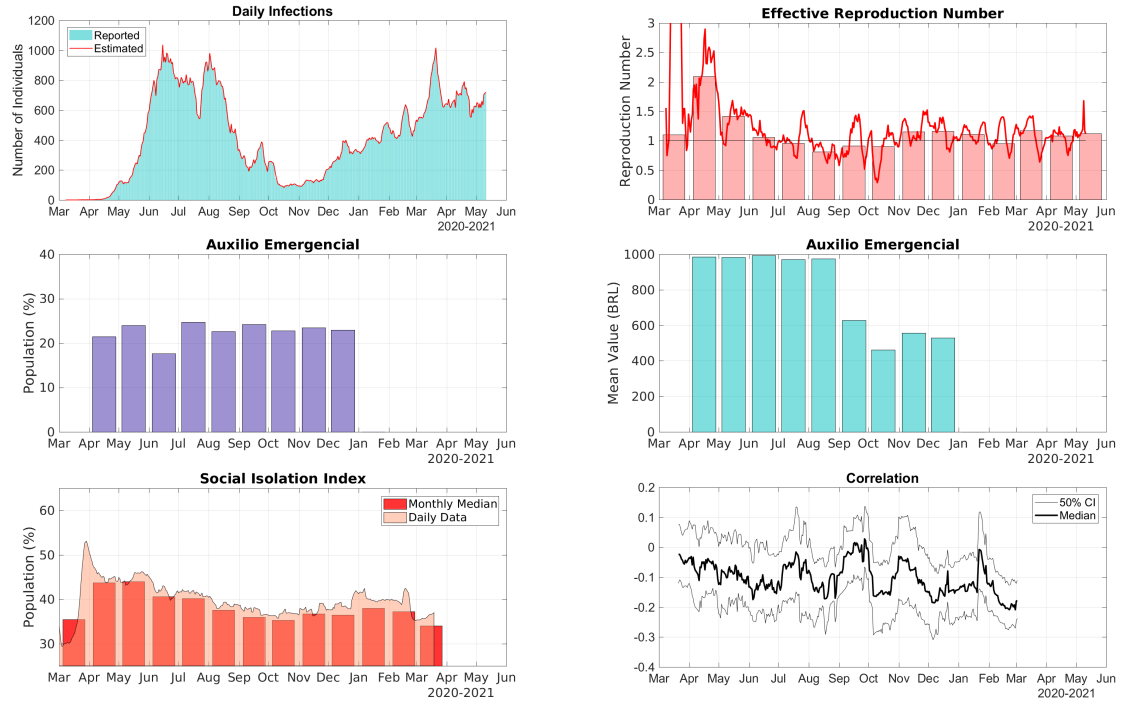 Daily Infections
Number of Individuals
1200
1000
800
600
400
200
0
Reported
Estimated
Mar Apr May Jun Jul Aug Sep Oct Nov Dec Jan Feb Mar Apr May Jun
2020-2021
Effective Reproduction Number
Reproduction Number
3
2.5
2
1.5
1
0.5
0
Mar Apr May Jun Jul Aug Sep Oct Nov Dec Jan Feb Mar Apr May Jun
2020-2021
Auxilio Emergencial
Population (%)
40
30
20
10
0
Mar Apr May Jun Jul Aug Sep Oct Nov Dec Jan Feb Mar Apr May Jun
2020-2021
Auxilio Emergencial
Mean Value (BRL)
1000
800
600
400
200
0
Mar Apr May Jun Jul Aug Sep Oct Nov Dec Jan Feb Mar Apr May Jun
2020-2021
Social Isolation Index
Population (%)
60
50
40
30
Monthly Median
Daily Data
Mar Apr May Jun Jul Aug Sep Oct Nov Dec Jan Feb Mar Apr May Jun
2020-2021
Correlation
0.2
0.1
0
-0.1
-0.2
-0.3
-0.4
50% CI
Median
Mar Apr May Jun Jul Aug Sep Oct Nov Dec Jan Feb Mar Apr May Jun
2020-2021